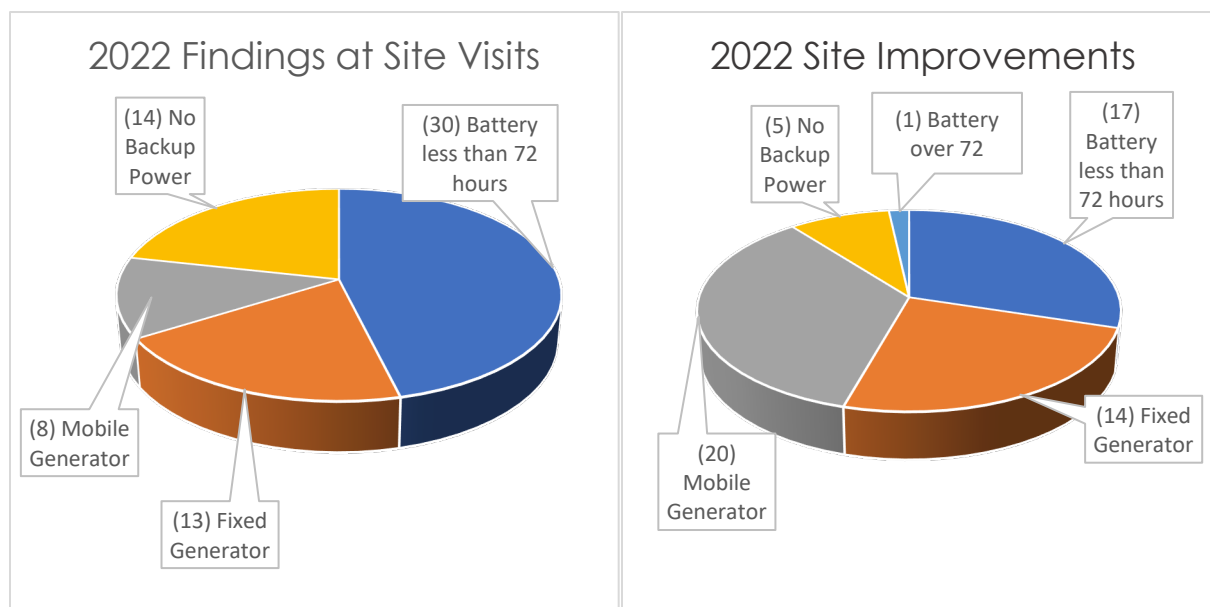 2022 Findings at Site Visits
(14) No
Backup
Power
(30) Battery
less than 72
hours
(8) Mobile
Generator
(13) Fixed
Generator
2022 Site Improvements
(5) No
Backup
Power
(1) Battery
over 72
(17)
Battery
less than
72 hours
(20)
Mobile
Generator
(14) Fixed
Generator